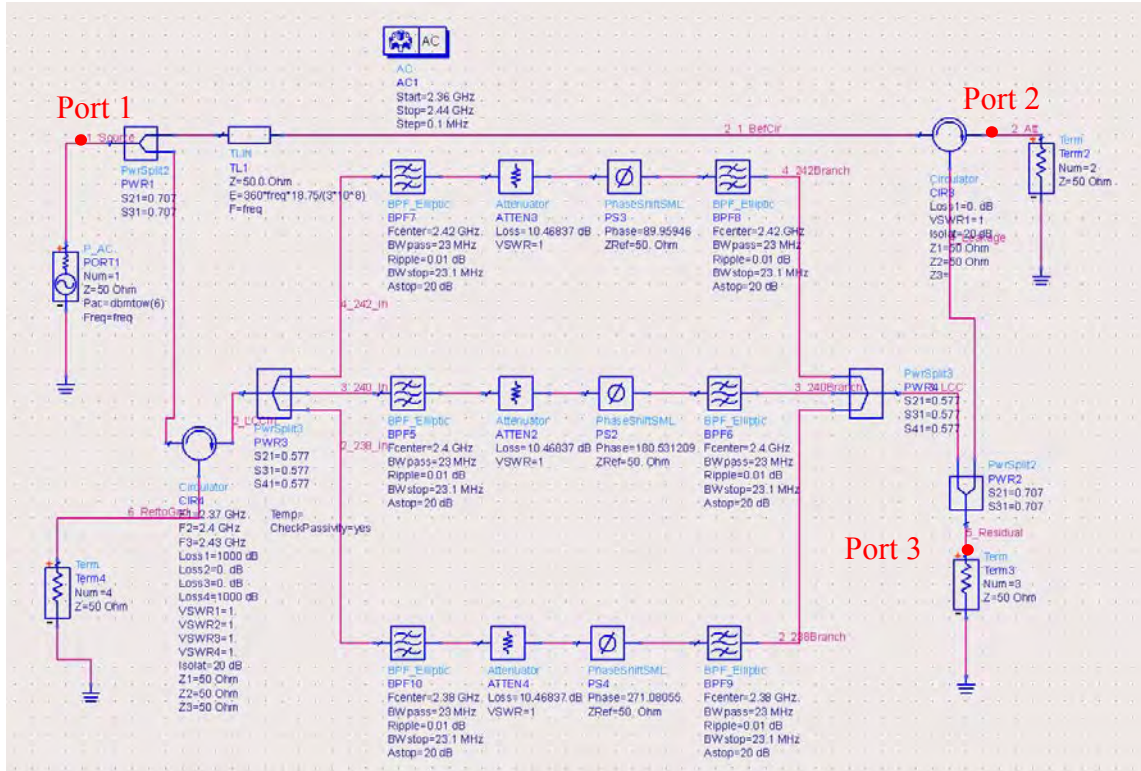 AC
AC
AC1
Start=2.36 GHz
Stop=2.44 GHz
Step=0.1 MHz
Port 1
1_Source
PwrSplit2
PWR1
S21=0.707
S31=0.707
TLIN
TL1
Z=50.0 Ohm
E=360*freq*18.75/(3*10^8)
F=freq
2_1_BefCir
Port 2
2_Att
Term
Term2
Num=2
Z=50 Ohm
Circulator
CIR3
Loss1=0. dB
VSWR1=1.
Isolat=20 dB
Z1=50 Ohm
Z2=50 Ohm
Z3=
P_AC
PORT1
Num=1
Z=50 Ohm
Pac=dbmtow(6)
Freq=freq
BPF_Elliptic
BPF7
Fcenter=2.42 GHz
BWpass=23 MHz
Ripple=0.01 dB
BWstop=23.1 MHz
Astop=20 dB
Attenuator
ATTEN3
Loss=10.46837 dB
VSWR=1
PhaseShiftSML
PS3
Phase=89.95946
ZRef=50. Ohm
4_242Branch
BPF_Elliptic
BPF8
Fcenter=2.42 GHz
BWpass=23 MHz
Ripple=0.01 dB
BWstop=23.1 MHz
Astop=20 dB
4_242_In
3_240_In
2_238_In
PwrSplit3
PWR3
S21=0.577
S31=0.577
S41=0.577
BPF_Elliptic
BPF5
Fcenter=2.4 GHz
BWpass=23 MHz
Ripple=0.01 dB
BWstop=23.1 MHz
Astop=20 dB
Attenuator
ATTEN2
Loss=10.46837 dB
VSWR=1
PhaseShiftSML
PS2
Phase=180.531209
ZRef=50. Ohm
3_240Branch
BPF_Elliptic
BPF6
Fcenter=2.4 GHz
BWpass=23 MHz
Ripple=0.01 dB
BWstop=23.1 MHz
Astop=20 dB
PwrSplit3
S21=0.577
S31=0.577
S41=0.577
PwrSplit2
PWR2
S21=0.707
S31=0.707
5_Residual
Port 3
Term
Term3
Num=3
Z=50 Ohm
6_RettoGen
Circulator
CIR4
F1=2.37 GHz
F2=2.4 GHz
F3=2.43 GHz
Loss1=1000 dB
Loss2=0. dB
Loss3=0. dB
Loss4=1000 dB
VSWR1=1.
VSWR2=1.
VSWR3=1.
VSWR4=1.
Isolat=20 dB
Z1=50 Ohm
Z2=50 Ohm
Z3=50 Ohm
Temp=
CheckPassivity=yes
Term
Term4
Num=4
Z=50 Ohm
BPF_Elliptic
BPF10
Fcenter=2.38 GHz
BWpass=23 MHz
Ripple=0.01 dB
BWstop=23.1 MHz
Astop=20 dB
Attenuator
ATTEN4
Loss=10.46837 dB
VSWR=1
PhaseShiftSML
PS4
Phase=271.08055
ZRef=50. Ohm
2_238Branch
BPF_Elliptic
BPF9
Fcenter=2.38 GHz
BWpass=23 MHz
Ripple=0.01 dB
BWstop=23.1 MHz
Astop=20 dB